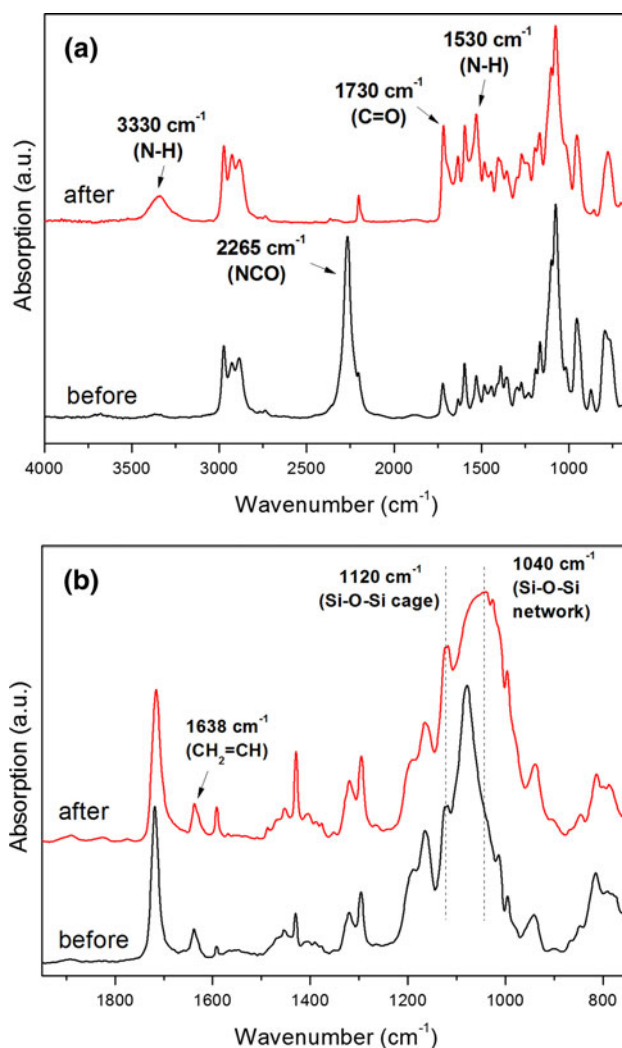 (a)
1530 cm⁻¹
(N-H)
1730 cm⁻¹
(C=O)
3330 cm⁻¹
(N-H)
after
2265 cm⁻¹
(NCO)
before
Absorption (a.u.)
4000 3500 3000 2500 2000 1500 1000
Wavenumber (cm⁻¹)
(b)
1120 cm⁻¹
(Si-O-Si cage)
1040 cm⁻¹
(Si-O-Si
network)
1638 cm⁻¹
(CH₂=CH)
after
before
Absorption (a.u.)
1800 1600 1400 1200 1000 800
Wavenumber (cm⁻¹)